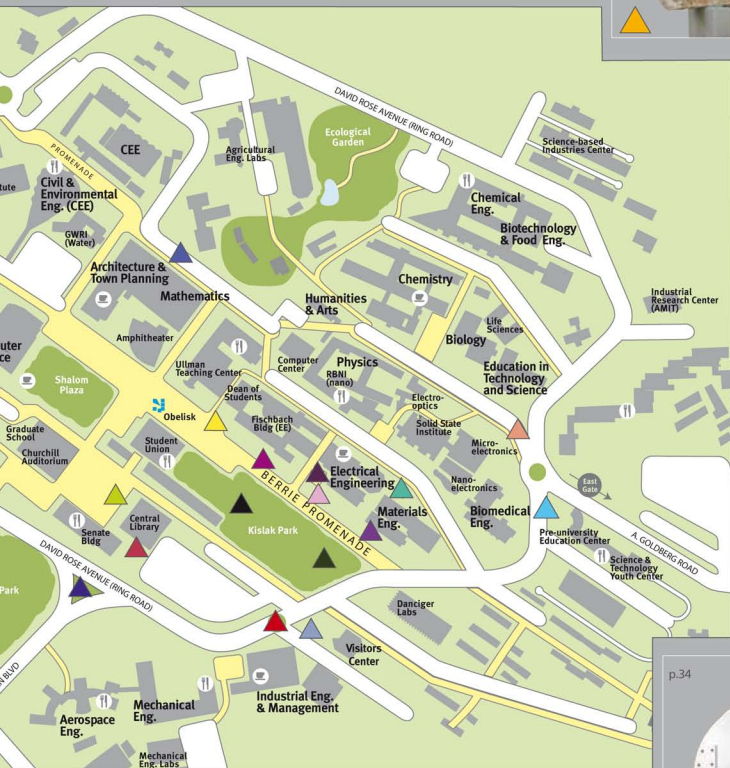 DAVID ROSE AVENUE (RING ROAD)
Ecological
Garden
Science-based
Industries Center
PROMENADE
CEE
Agricultural
Eng. Labs
Civil &
Environmental
Eng. (CEE)
tute
Chemical
Eng.
GWRI
(Water)
Biotechnology
& Food Eng.
Architecture &
Town Planning
Chemistry
Mathematics
Humanities
& Arts
Industrial
Research Center
(AMIT)
Life
Sciences
Amphitheater
Biology
uter
ce
Ullman
Teaching Center
Computer
Center
Physics
RBNI
(nano)
Education in
Technology
and Science
Shalom
Plaza
Dean of
Students
Electro-
optics
Obelisk
Fischbach
Bldg (EE)
Solid State
Institute
Graduate
School
Student
Union
Micro-
electronics
Churchill
Auditorium
Electrical
Engineering
Nano-
electronics
East
Gate
BERRIE PROMENADE
Materials
Eng.
Biomedical
Eng.
Central
Library
Kislak Park
Senate
Bldg
Pre-university
Education Center
A. GOLDBERG ROAD
DAVID ROSE AVENUE (RING ROAD)
Science &
Technology
Youth Center
Park
Danciger
Labs
Visitors
Center
N BLVD
p.34
Industrial Eng.
& Management
Mechanical
Eng.
Aerospace
Eng.
Mechanical
Eng. Labs